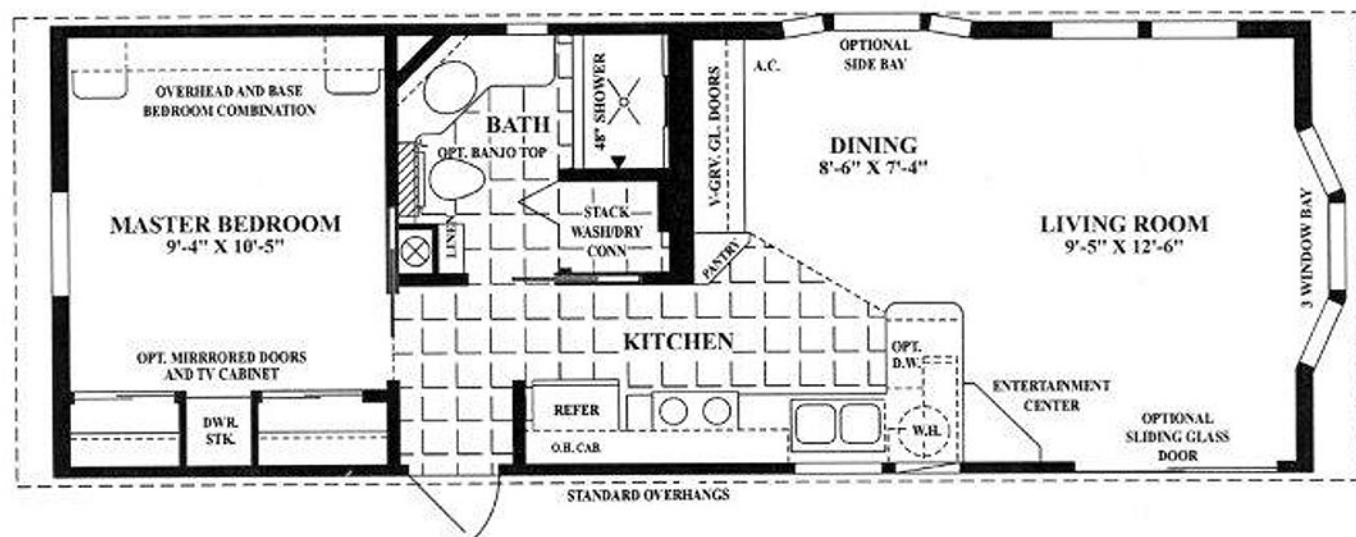 OVERHEAD AND BASE
BEDROOM COMBINATION
MASTER BEDROOM
9'-4" X 10'-5"
OPT. MIRRRORED DOORS
AND TV CABINET
DWR.
STK.
BATH
OPT. BANJO TOP
48" SHOWER
LINEN
STACK
WASH/DRY
CONN
V-GRV. GL. DOORS
A.C.
PANTRY
OPTIONAL
SIDE BAY
DINING
8'-6" X 7'-4"
LIVING ROOM
9'-5" X 12'-6"
3 WINDOW BAY
KITCHEN
REFER
O.H. CAB.
OPT.
D.W.
W.H.
ENTERTAINMENT
CENTER
OPTIONAL
SLIDING GLASS
DOOR
STANDARD OVERHANGS